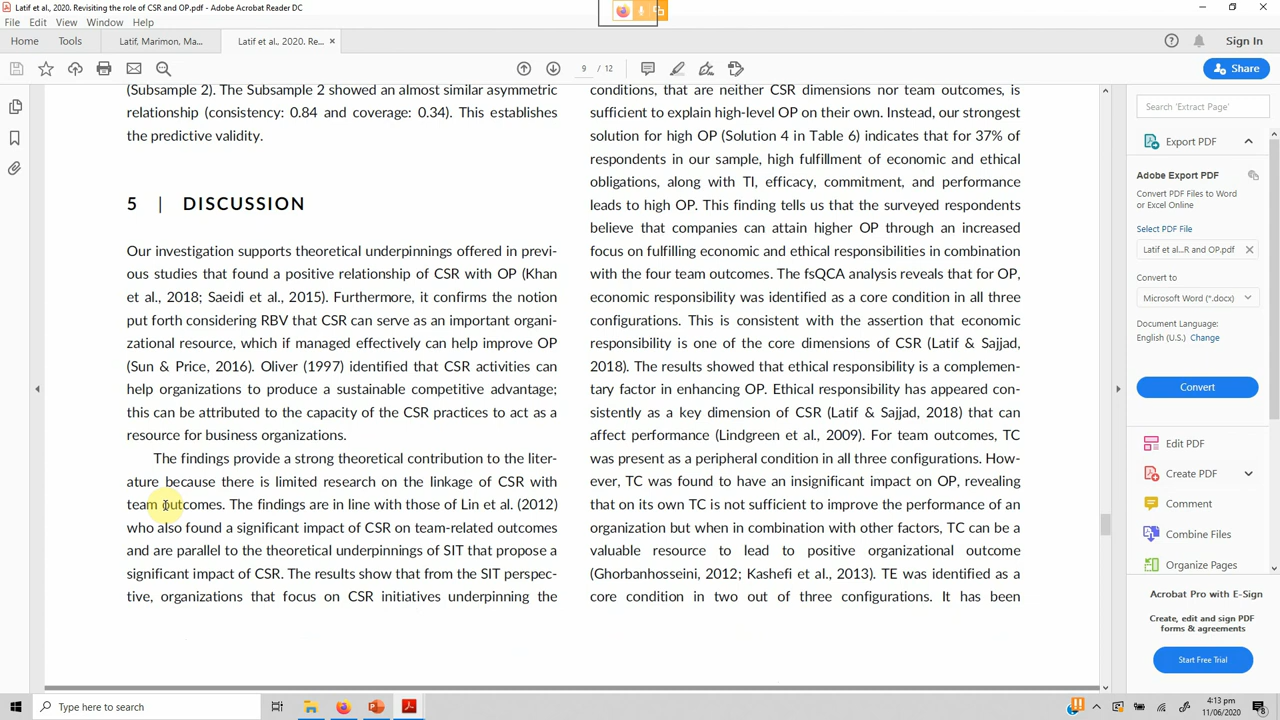 Latif et al., 2020. Revisiting the role of CSR and OP.pdf - Adobe Acrobat Reader DC
File Edit View Window Help
Home Tools Latif, Marimon, Ma... Latif et al., 2020. Re... ×
Sign In
9 / 12
Share
(Subsample 2). The Subsample 2 showed an almost similar asymmetric
relationship (consistency: 0.84 and coverage: 0.34). This establishes
the predictive validity.
5 | DISCUSSION
Our investigation supports theoretical underpinnings offered in previ-
ous studies that found a positive relationship of CSR with OP (Khan
et al., 2018; Saeidi et al., 2015). Furthermore, it confirms the notion
put forth considering RBV that CSR can serve as an important organi-
zational resource, which if managed effectively can help improve OP
(Sun & Price, 2016). Oliver (1997) identified that CSR activities can
help organizations to produce a sustainable competitive advantage;
this can be attributed to the capacity of the CSR practices to act as a
resource for business organizations.
The findings provide a strong theoretical contribution to the liter-
ature because there is limited research on the linkage of CSR with
team outcomes. The findings are in line with those of Lin et al. (2012)
who also found a significant impact of CSR on team-related outcomes
and are parallel to the theoretical underpinnings of SIT that propose a
significant impact of CSR. The results show that from the SIT perspec-
tive, organizations that focus on CSR initiatives underpinning the
conditions, that are neither CSR dimensions nor team outcomes, is
sufficient to explain high-level OP on their own. Instead, our strongest
solution for high OP (Solution 4 in Table 6) indicates that for 37% of
respondents in our sample, high fulfillment of economic and ethical
obligations, along with TI, efficacy, commitment, and performance
leads to high OP. This finding tells us that the surveyed respondents
believe that companies can attain higher OP through an increased
focus on fulfilling economic and ethical responsibilities in combination
with the four team outcomes. The fsQCA analysis reveals that for OP,
economic responsibility was identified as a core condition in all three
configurations. This is consistent with the assertion that economic
responsibility is one of the core dimensions of CSR (Latif & Sajjad,
2018). The results showed that ethical responsibility is a complemen-
tary factor in enhancing OP. Ethical responsibility has appeared con-
sistently as a key dimension of CSR (Latif & Sajjad, 2018) that can
affect performance (Lindgreen et al., 2009). For team outcomes, TC
was present as a peripheral condition in all three configurations. How-
ever, TC was found to have an insignificant impact on OP, revealing
that on its own TC is not sufficient to improve the performance of an
organization but when in combination with other factors, TC can be a
valuable resource to lead to positive organizational outcome
(Ghorbanhosseini, 2012; Kashefi et al., 2013). TE was identified as a
core condition in two out of three configurations. It has been
Search 'Extract Page'
Export PDF
Adobe Export PDF
Convert PDF Files to Word
or Excel Online
Select PDF File
Latif et al...R and OP.pdf ×
Convert to
Microsoft Word (*.docx)
Document Language:
English (U.S.) Change
Convert
Edit PDF
Create PDF
Comment
Combine Files
Organize Pages
Acrobat Pro with E-Sign
Create, edit and sign PDF
forms & agreements
Start Free Trial
Type here to search
4:13 pm
11/06/2020